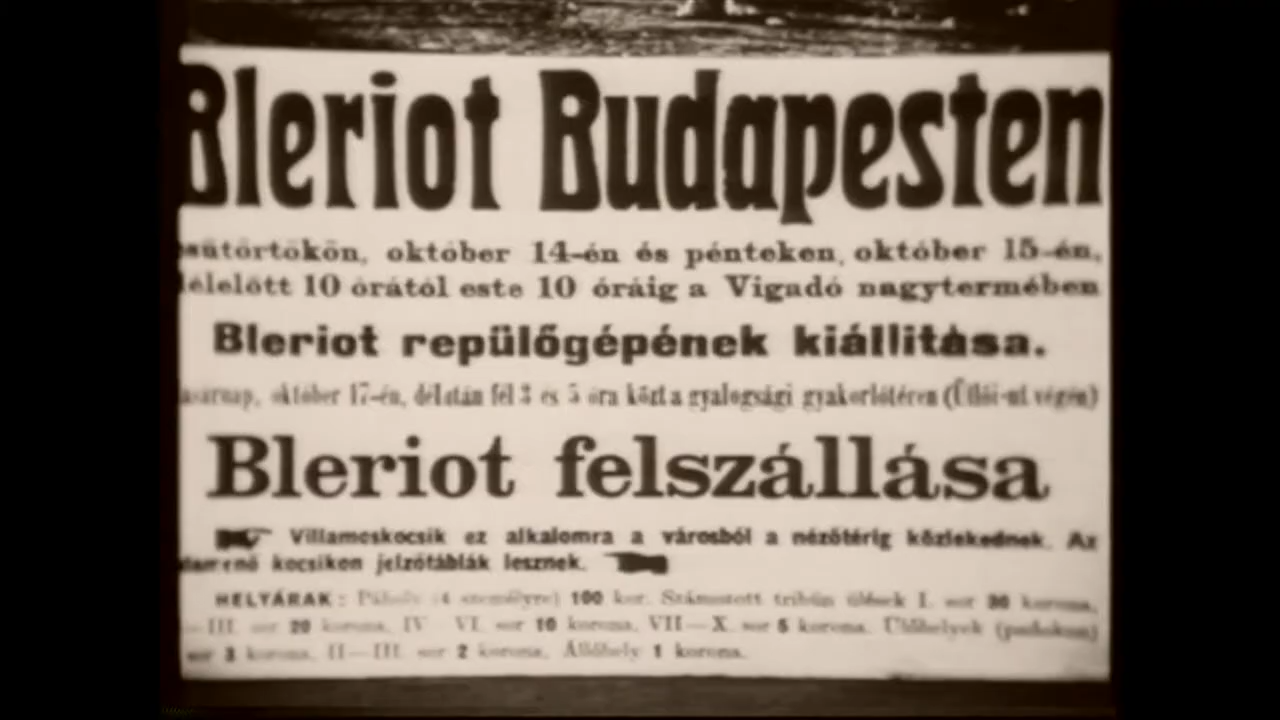 Bleriot Budapesten
sütörtökön, október 14-én és pénteken, október 15-én,
délelőtt 10 órától este 10 óráig a Vigadó nagytermében
Bleriot repülőgépének kiállitása.
asárnap, október 17-én, délután fél 3 és 5 óra közt a gyalogsági gyakorlótéren (Üllői-ut végén)
Bleriot felszállása
Villamoskocsik ez alkalomra a városból a nézőtérig közlekednek. Az
kocsikon jelzőtáblák lesznek.
HELYÁRAK: Páholy (4 személyre) 100 kor. Számozott tribün ülések I. sor 30 korona,
—III. sor 20 korona, IV—VI. sor 10 korona, VII—X. sor 5 korona. Ülőhelyek (padokon)
sor 3 korona, II—III. sor 2 korona, Állóhely 1 korona.